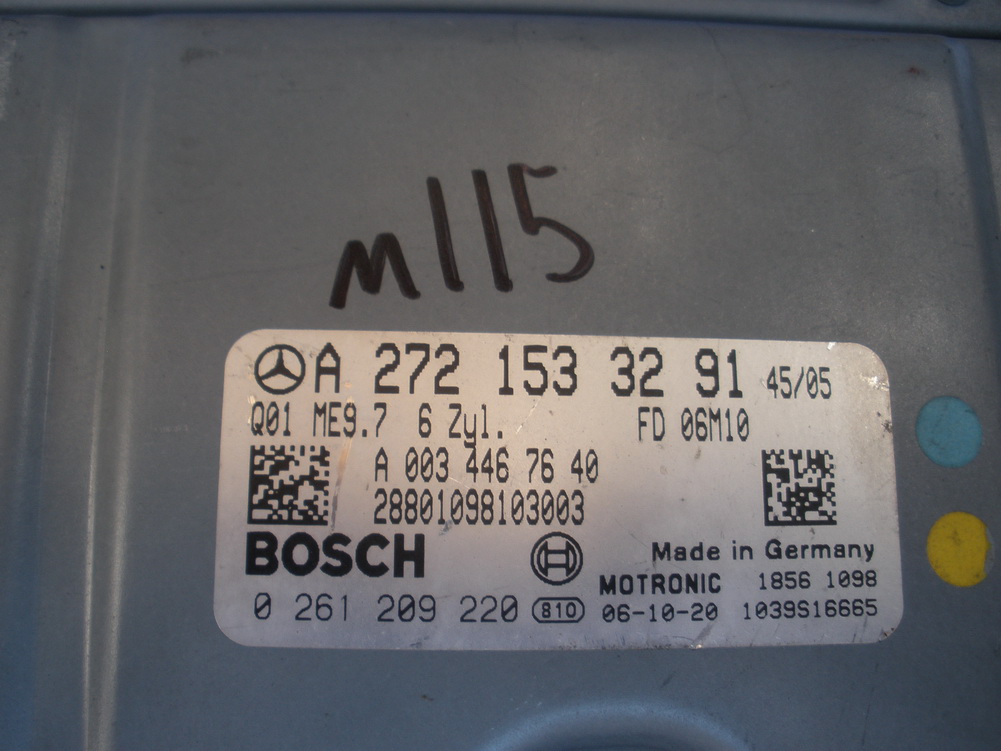 m115
A 272 153 32 91 45/05
Q01 ME9.7 6 Zyl. FD 06M10
A 003 446 76 40
28801098103003
BOSCH
Made in Germany
MOTRONIC 1856 1098
0 261 209 220 810 06-10-20 1039S16665